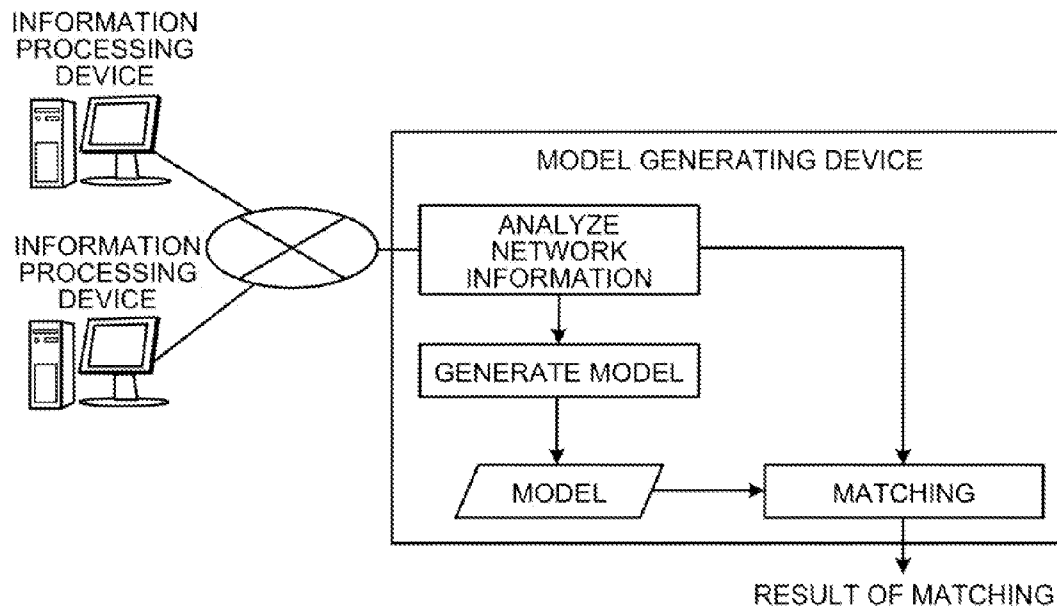 INFORMATION
PROCESSING
DEVICE
INFORMATION
PROCESSING
DEVICE
MODEL GENERATING DEVICE
ANALYZE
NETWORK
INFORMATION
GENERATE MODEL
MODEL
MATCHING
RESULT OF MATCHING